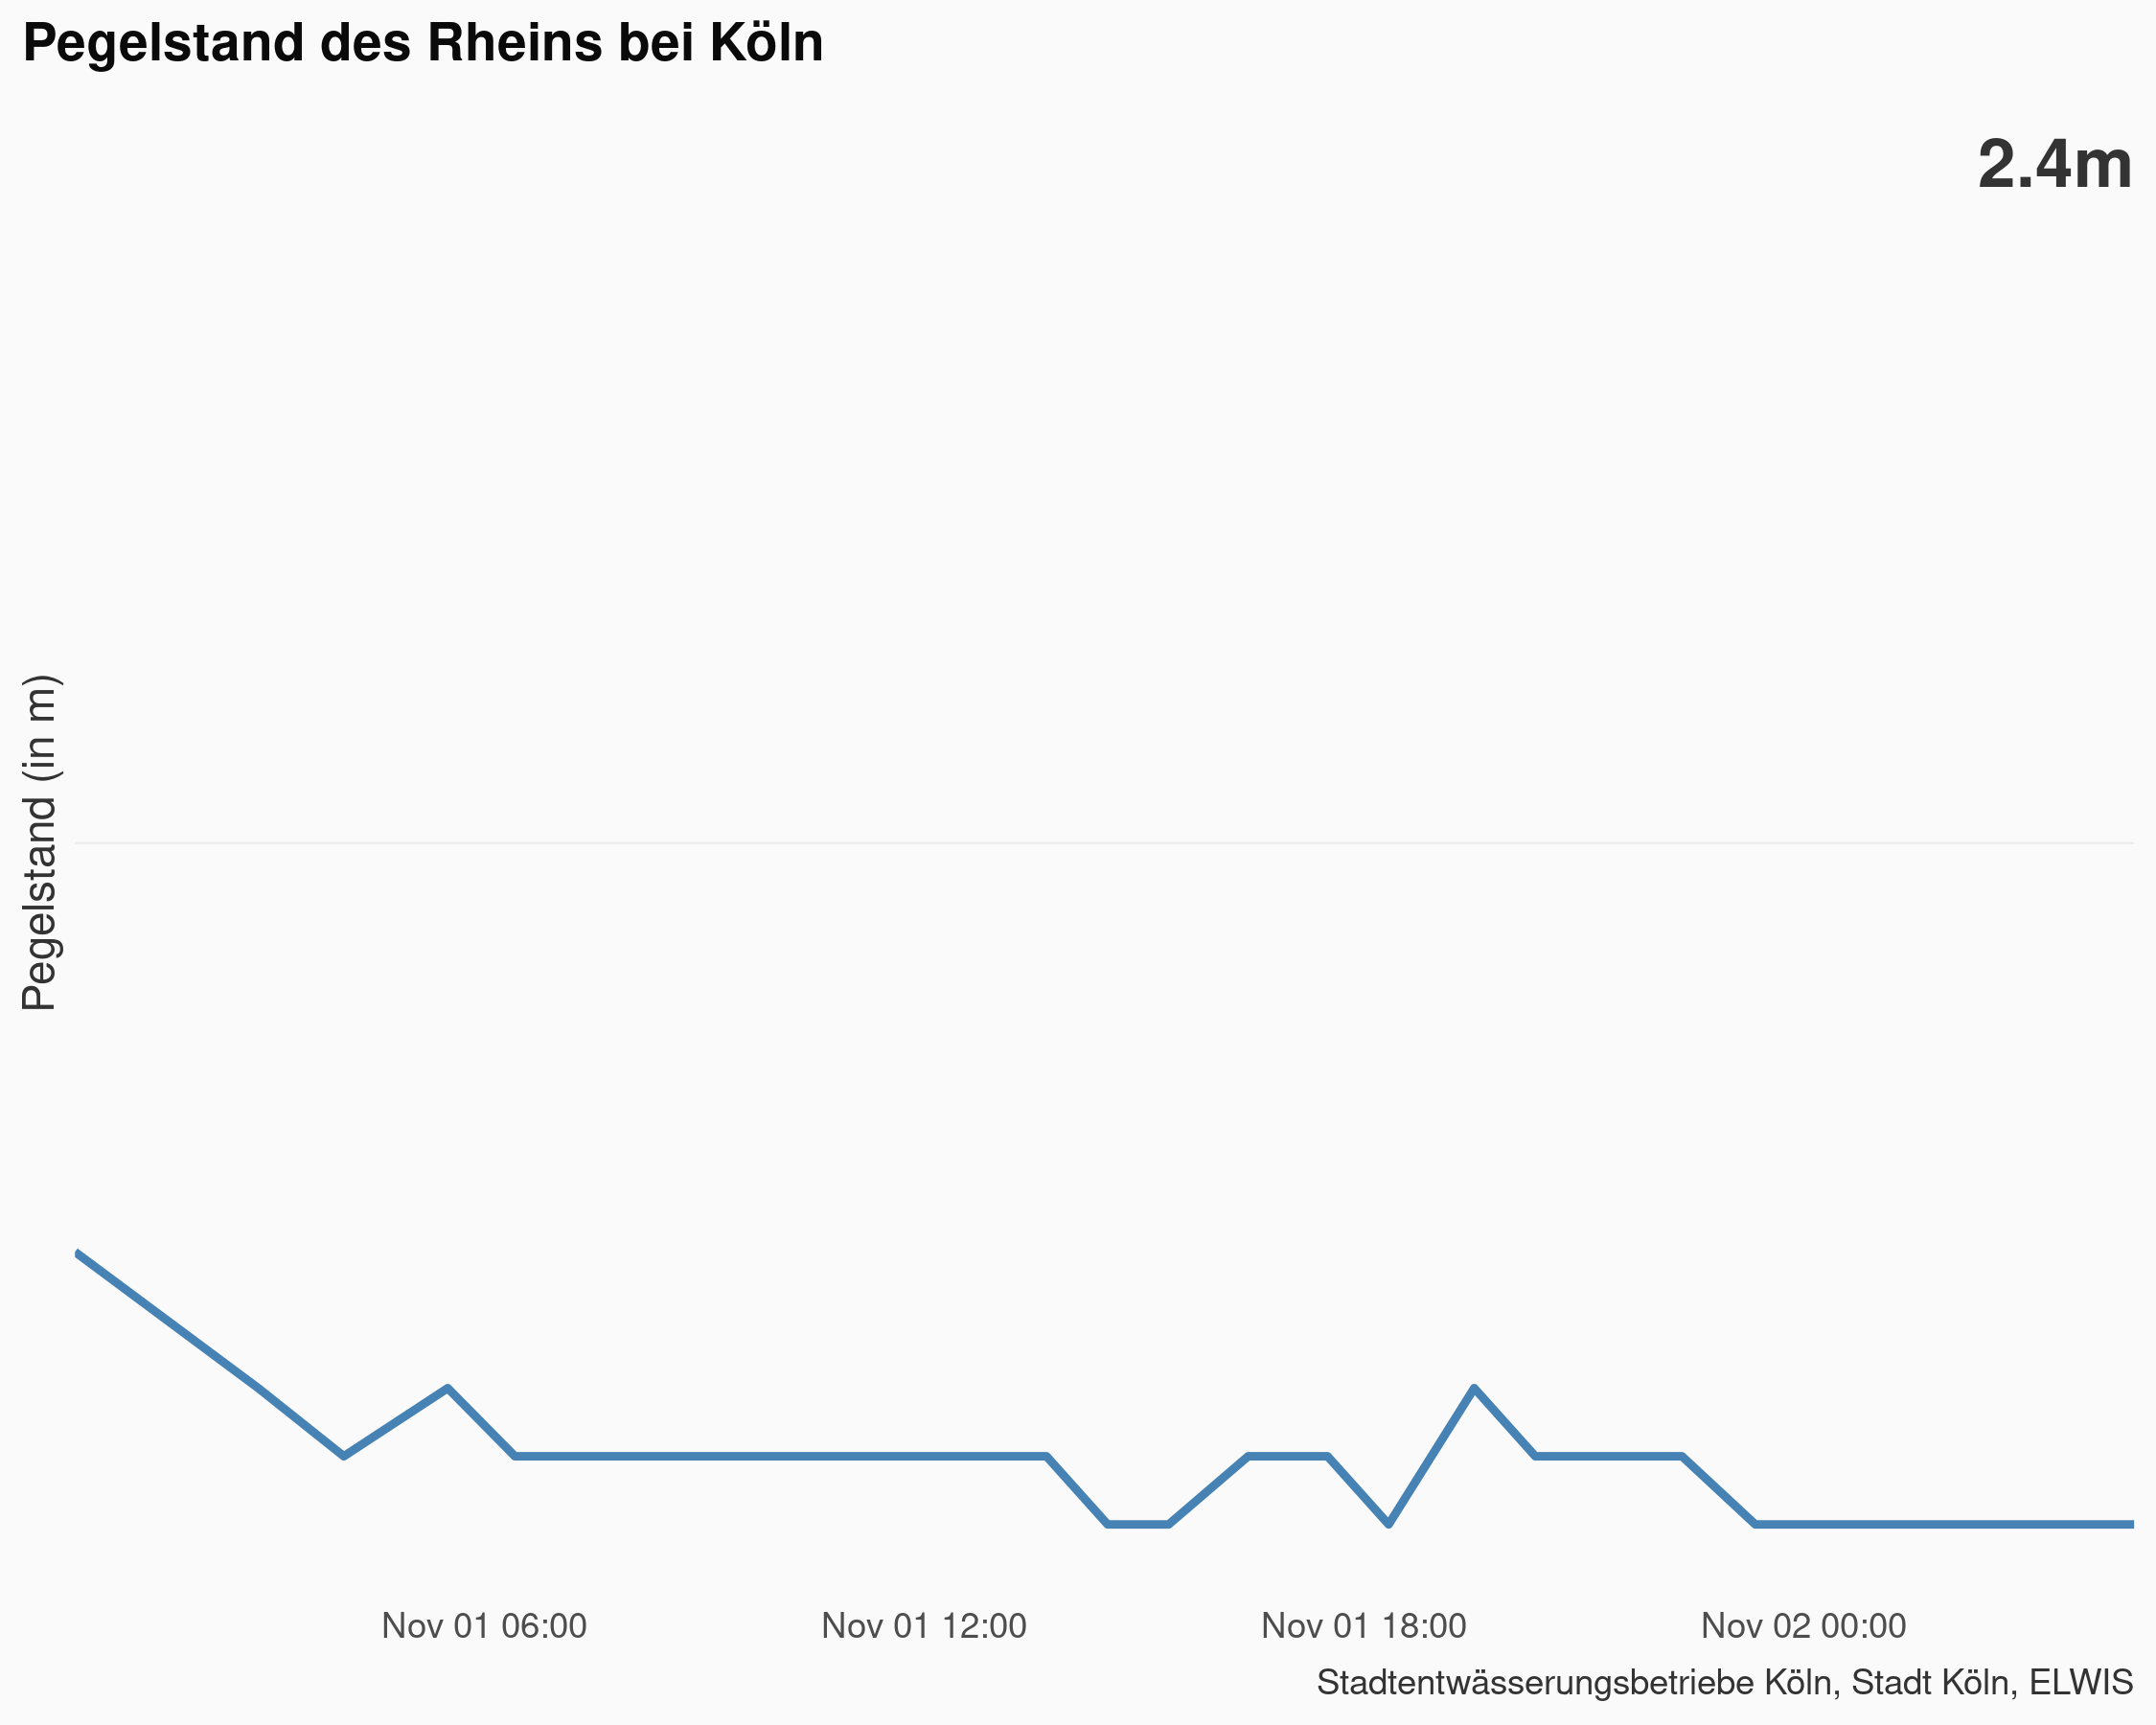 Pegelstand des Rheins bei Köln
2.4m
Pegelstand (in m)
Nov 01 06:00
Nov 01 12:00
Nov 01 18:00
Nov 02 00:00
Stadtentwässerungsbetriebe Köln, Stadt Köln, ELWIS